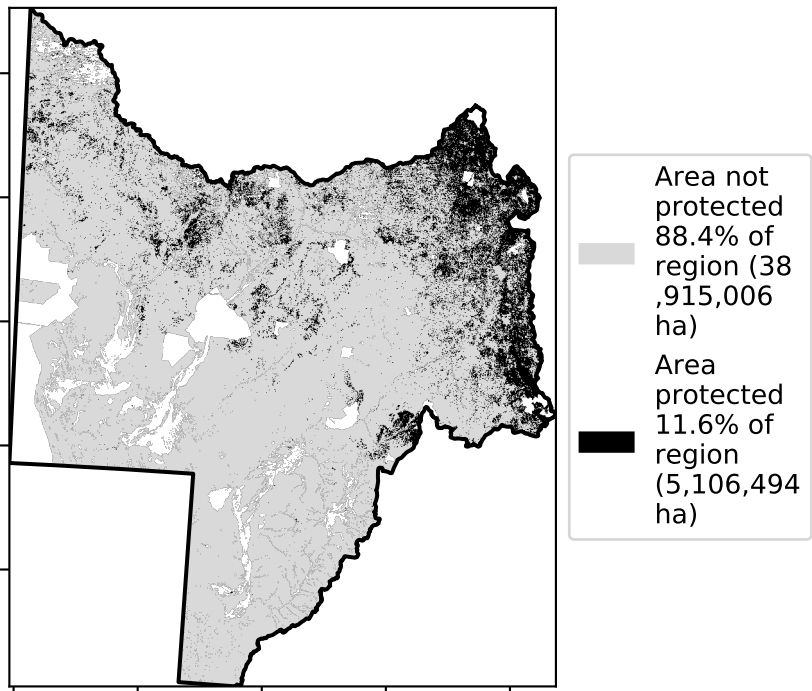 Area not
protected
88.4% of
region (38
,915,006
ha)
Area
protected
11.6% of
region
(5,106,494
ha)